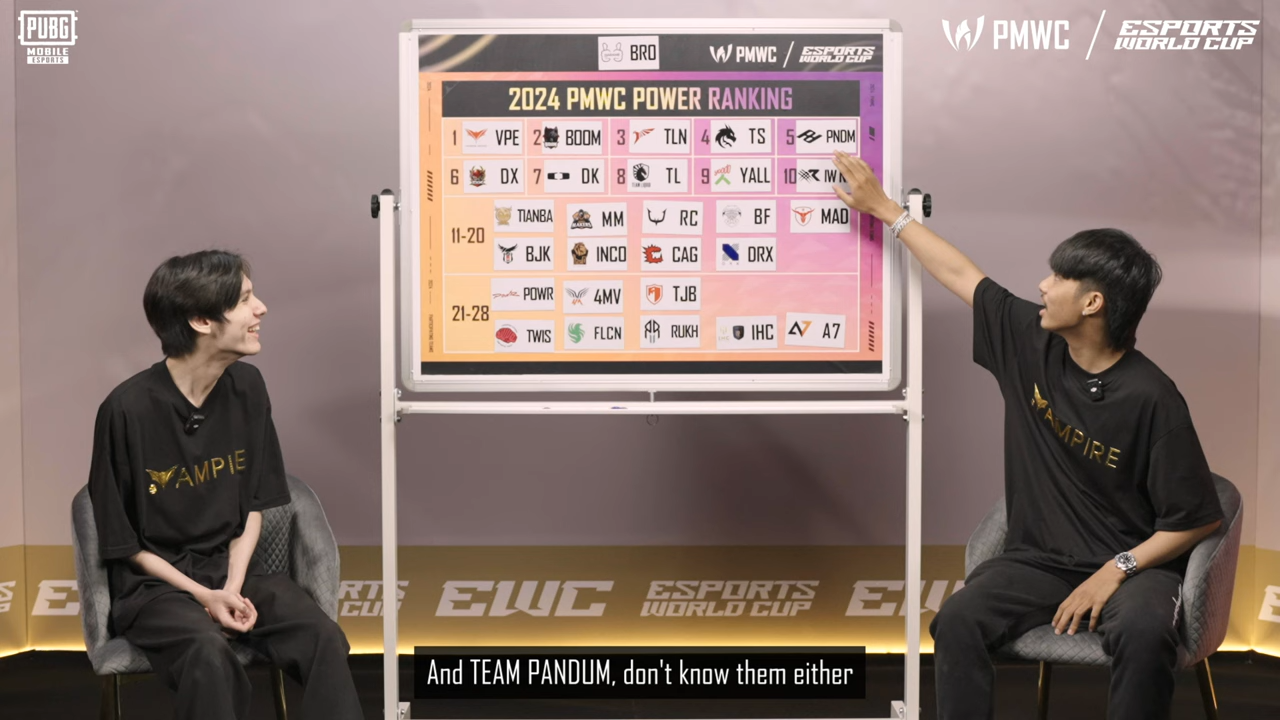 PUBG
MOBILE
ESPORTS
PMWC / ESPORTS WORLD CUP
BRO
PMWC / ESPORTS WORLD CUP
2024 PMWC POWER RANKING
1 VPE 2 BOOM 3 TLN 4 TS 5 PNDM
6 DX 7 DK 8 TL 9 YALL 10 IW
11-20
TIANBA MM RC BF MAD
BJK INCO CAG DRX
21-28
POWR 4MV TJB
TWIS FLCN RUKH IHC A7
AMPIE
AMPIRE
EWC ESPORTS WORLD CUP EW
And TEAM PANDUM, don't know them either